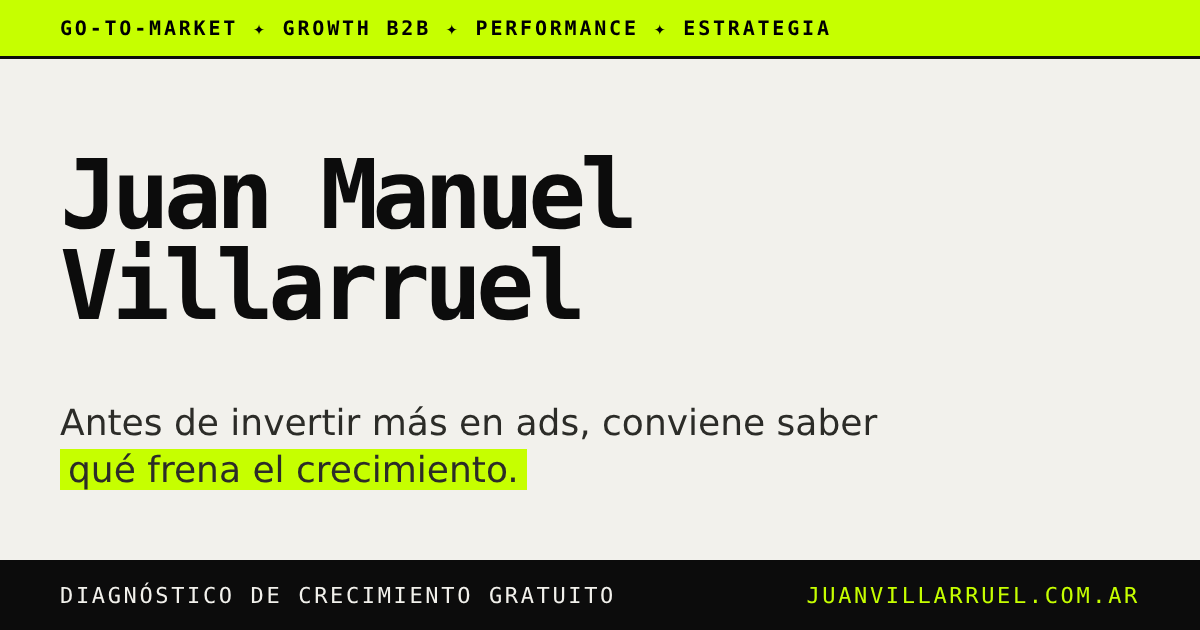 GO-TO-MARKET ✦ GROWTH B2B ✦ PERFORMANCE ✦ ESTRATEGIA
Juan Manuel
Villarruel
Antes de invertir más en ads, conviene saber
qué frena el crecimiento.
DIAGNÓSTICO DE CRECIMIENTO GRATUITO
JUANVILLARRUEL.COM.AR